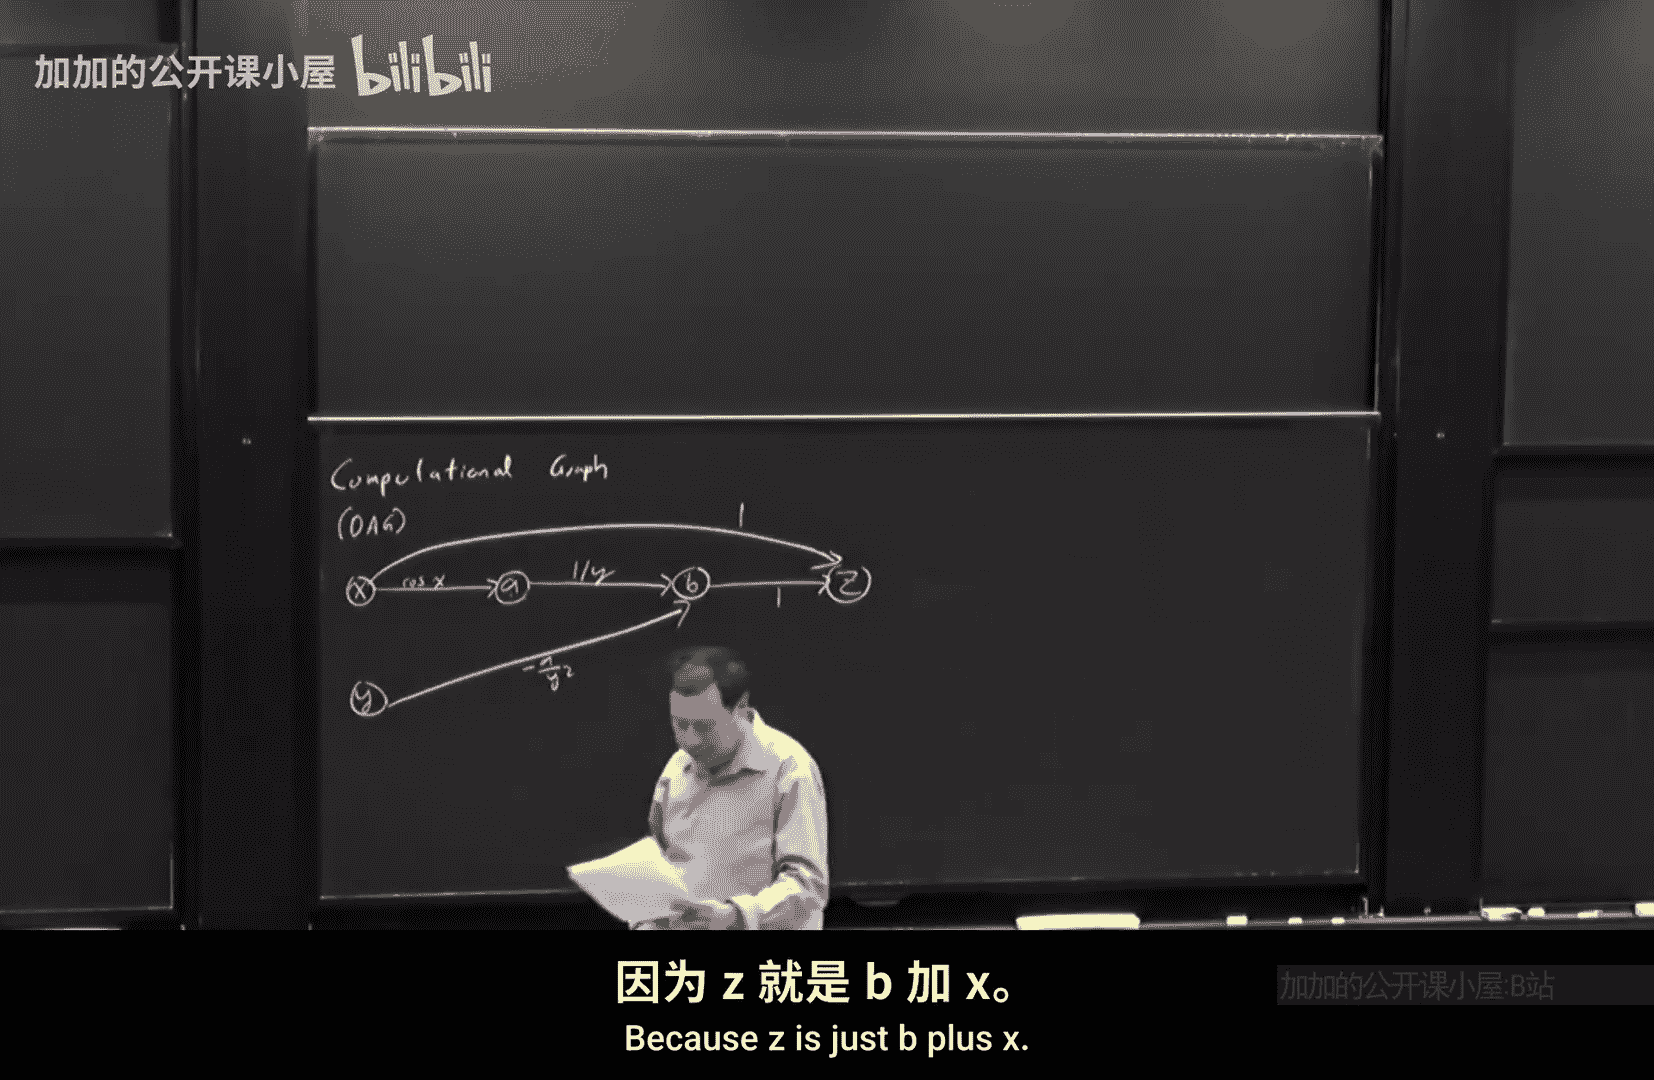 加加的公开课小屋 bilibili
Computational Graph
(DAG)
1
x cos x a 1/y b 1 z
-a/y²
y
因为 z 就是 b 加 x。
加加的公开课小屋:B站
Because z is just b plus x.